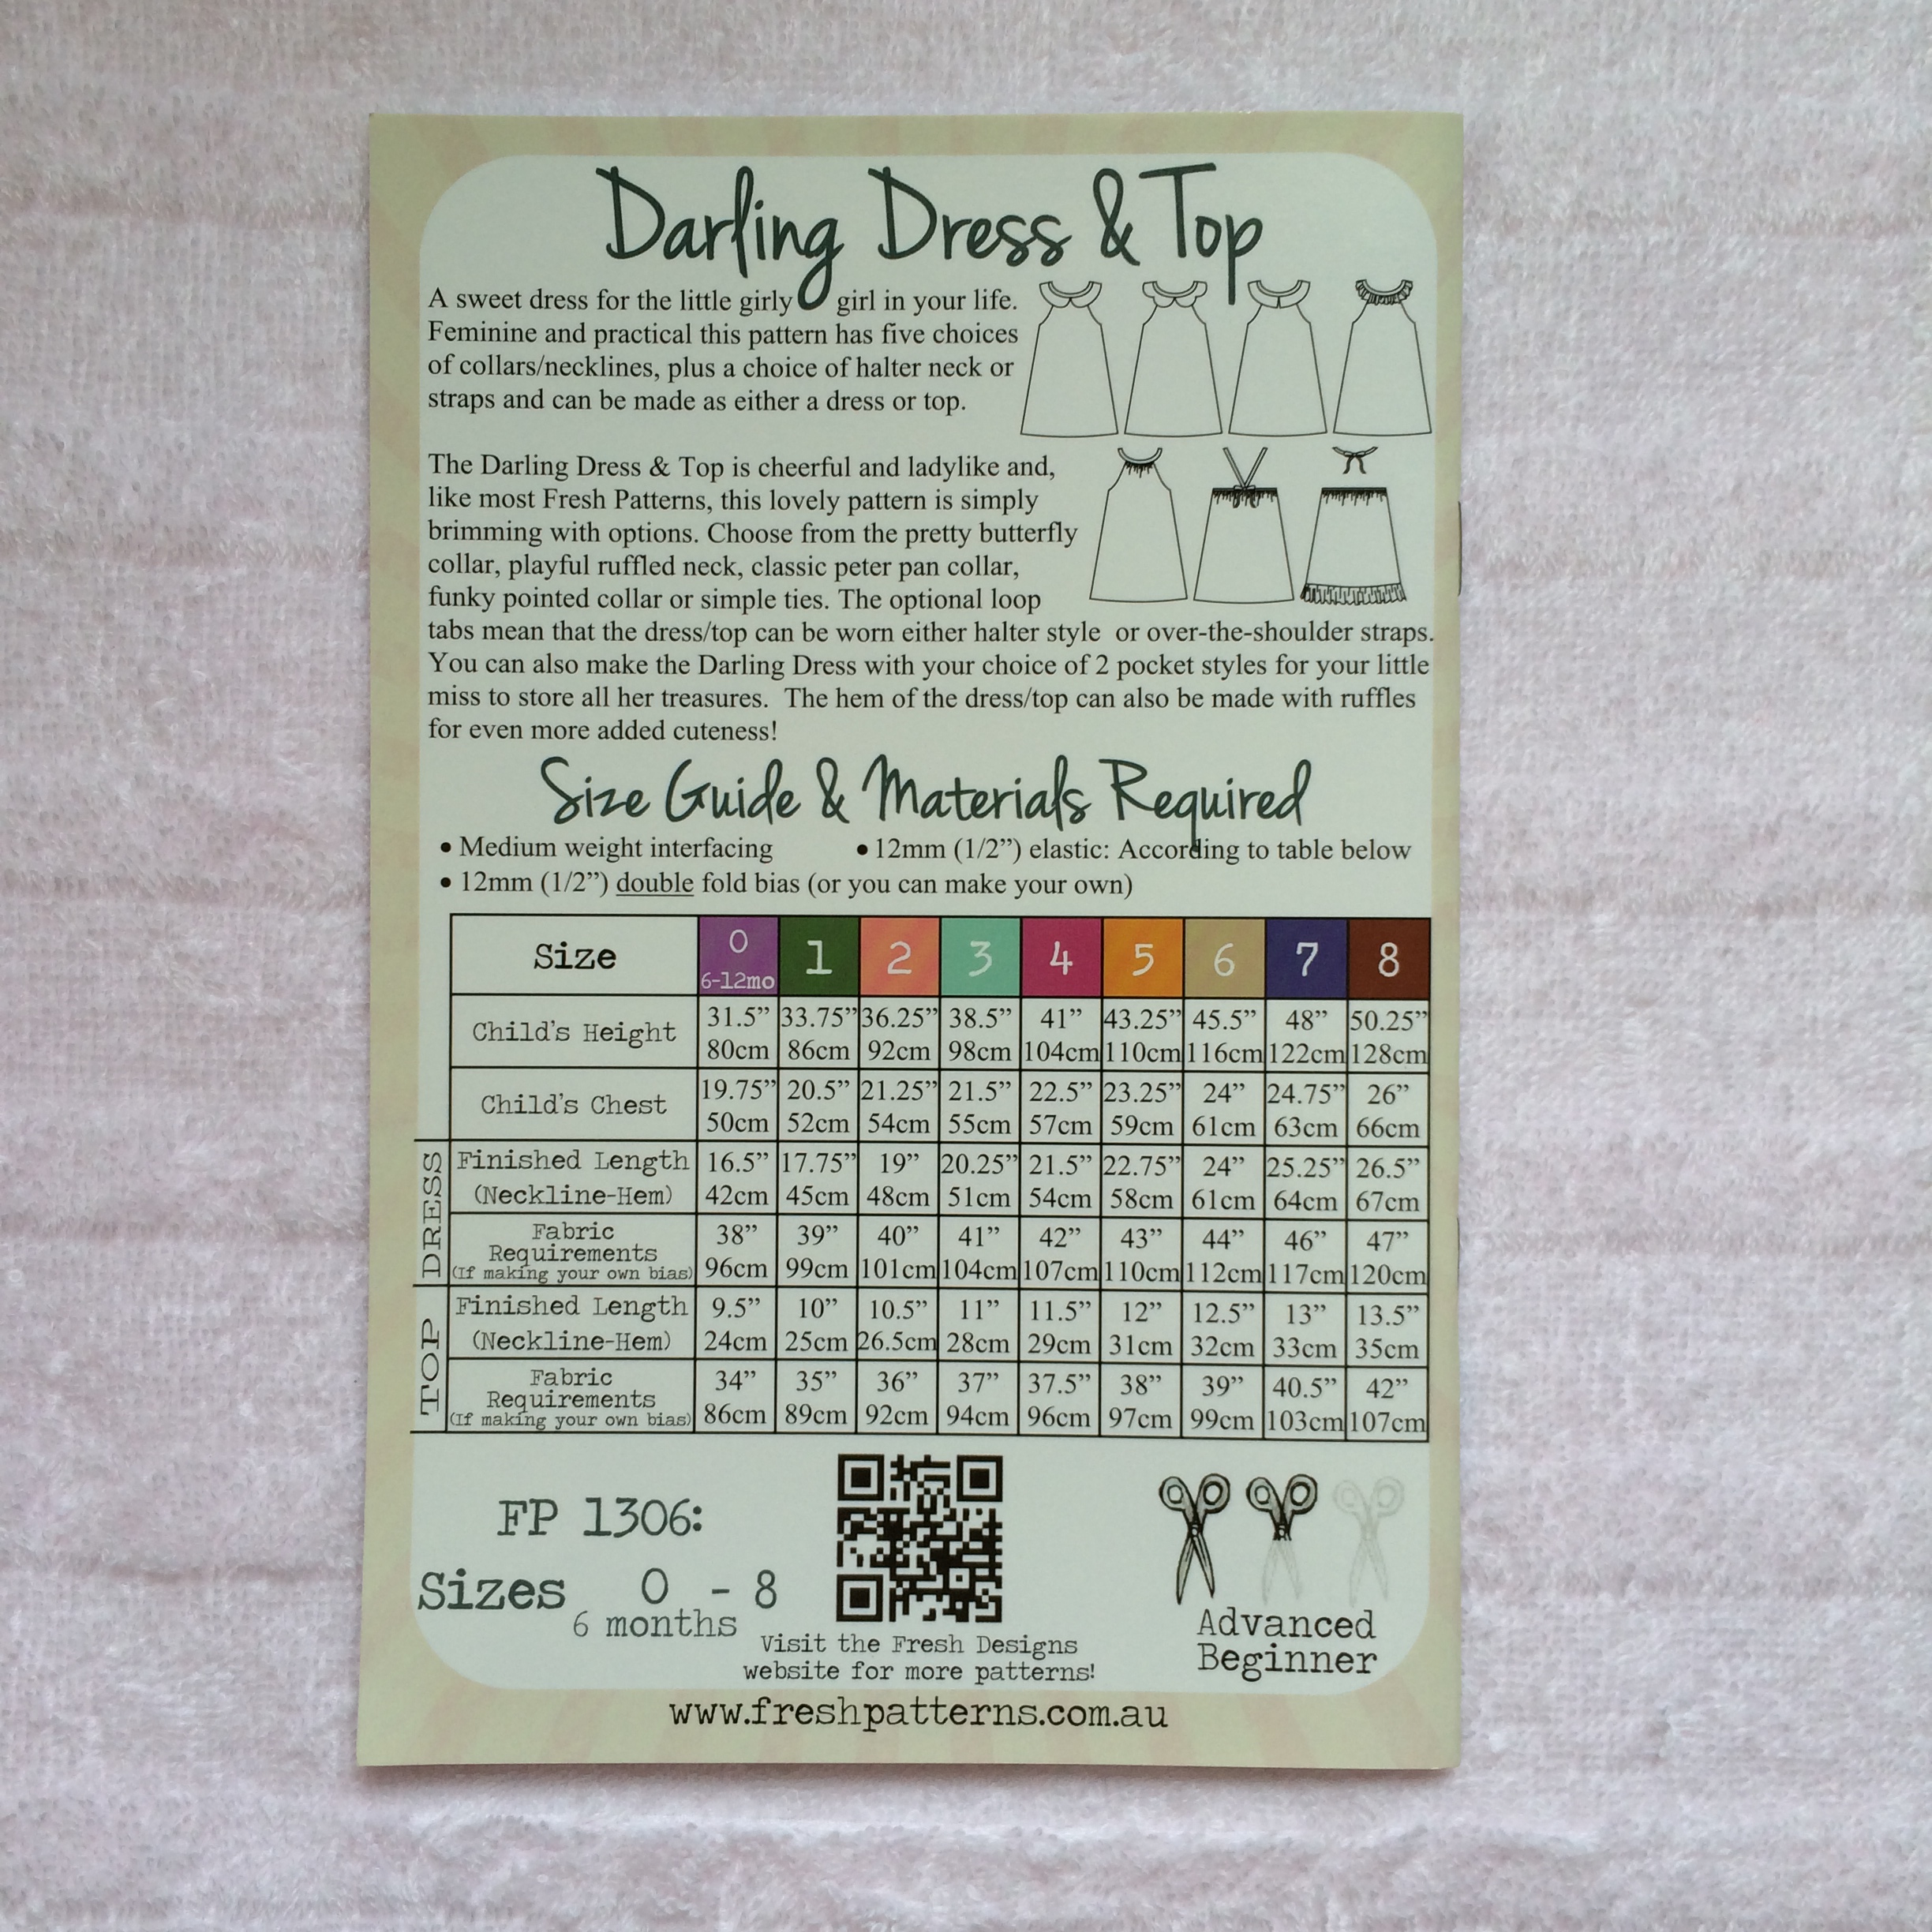 Darling Dress & Top
A sweet dress for the little girly girl in your life.
Feminine and practical this pattern has five choices
of collars/necklines, plus a choice of halter neck or
straps and can be made as either a dress or top.
The Darling Dress & Top is cheerful and ladylike and,
like most Fresh Patterns, this lovely pattern is simply
brimming with options. Choose from the pretty butterfly
collar, playful ruffled neck, classic peter pan collar,
funky pointed collar or simple ties. The optional loop
tabs mean that the dress/top can be worn either halter style or over-the-shoulder straps.
You can also make the Darling Dress with your choice of 2 pocket styles for your little
miss to store all her treasures. The hem of the dress/top can also be made with ruffles
for even more added cuteness!
Size Guide & Materials Required
• Medium weight interfacing • 12mm (1/2”) elastic: According to table below
• 12mm (1/2”) double fold bias (or you can make your own)
Size 0 6-12mo 1 2 3 4 5 6 7 8
Child's Height 31.5” 33.75” 36.25” 38.5” 41” 43.25” 45.5” 48” 50.25”
80cm 86cm 92cm 98cm 104cm 110cm 116cm 122cm 128cm
Child's Chest 19.75” 20.5” 21.25” 21.5” 22.5” 23.25” 24” 24.75” 26”
50cm 52cm 54cm 55cm 57cm 59cm 61cm 63cm 66cm
DRESS
Finished Length 16.5” 17.75” 19” 20.25” 21.5” 22.75” 24” 25.25” 26.5”
(Neckline-Hem) 42cm 45cm 48cm 51cm 54cm 58cm 61cm 64cm 67cm
Fabric Requirements 38” 39” 40” 41” 42” 43” 44” 46” 47”
(If making your own bias) 96cm 99cm 101cm 104cm 107cm 110cm 112cm 117cm 120cm
TOP
Finished Length 9.5” 10” 10.5” 11” 11.5” 12” 12.5” 13” 13.5”
(Neckline-Hem) 24cm 25cm 26.5cm 28cm 29cm 31cm 32cm 33cm 35cm
Fabric Requirements 34” 35” 36” 37” 37.5” 38” 39” 40.5” 42”
(If making your own bias) 86cm 89cm 92cm 94cm 96cm 97cm 99cm 103cm 107cm
FP 1306:
Sizes 0 - 8
6 months
Visit the Fresh Designs
website for more patterns!
Advanced
Beginner
www.freshpatterns.com.au